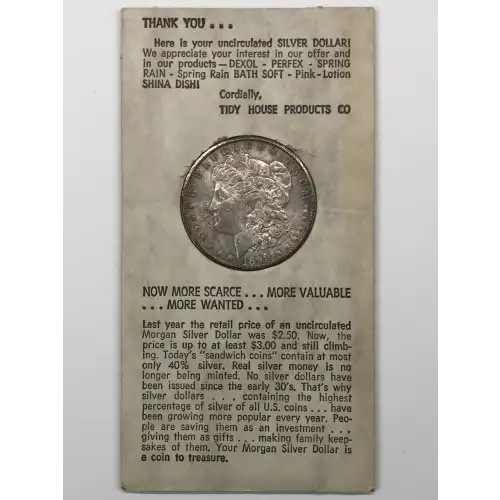 THANK YOU . . .
Here is your uncirculated SILVER DOLLAR!
We appreciate your interest in our offer and
in our products — DEXOL - PERFEX - SPRING
RAIN - Spring Rain BATH SOFT - Pink-Lotion
SHINA DISH!
Cordially,
TIDY HOUSE PRODUCTS CO
NOW MORE SCARCE . . . MORE VALUABLE
. . . MORE WANTED . . .
Last year the retail price of an uncirculated
Morgan Silver Dollar was $2.50. Now, the
price is up to at least $3.00 and still climb-
ing. Today's "sandwich coins" contain at most
only 40% silver. Real silver money is no
longer being minted. No silver dollars have
been issued since the early 30's. That's why
silver dollars . . . containing the highest
percentage of silver of all U.S. coins . . . have
been growing more popular every year. Peo-
ple are saving them as an investment . . .
giving them as gifts . . . making family keep-
sakes of them. Your Morgan Silver Dollar is
a coin to treasure.